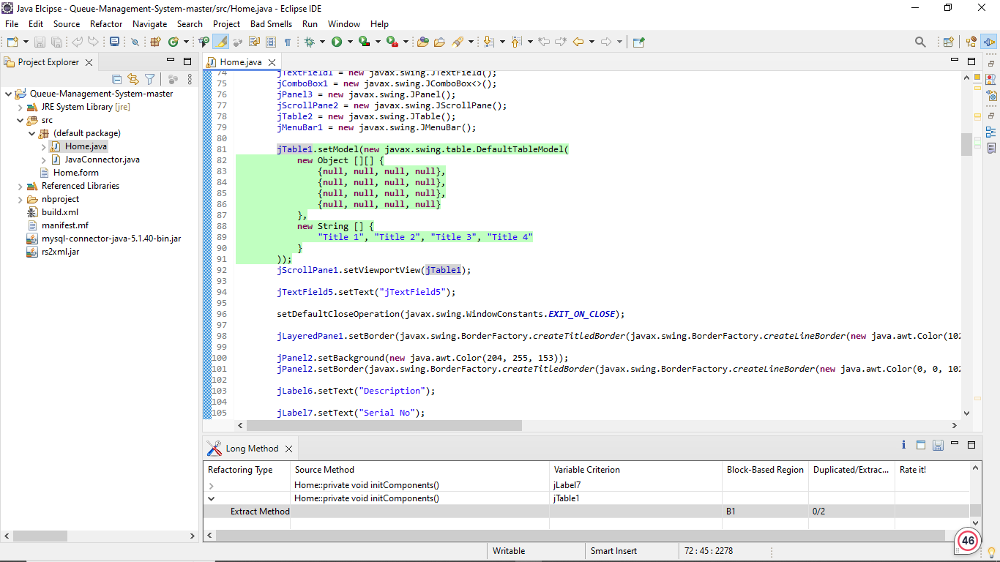 Java Elcipse - Queue-Management-System-master/src/Home.java - Eclipse IDE
File Edit Source Refactor Navigate Search Project Bad Smells Run Window Help
Project Explorer
Queue-Management-System-master
JRE System Library [jre]
src
(default package)
Home.java
JavaConnector.java
Home.form
Referenced Libraries
nbproject
build.xml
manifest.mf
mysql-connector-java-5.1.40-bin.jar
rs2xml.jar
Home.java
74 jTextField1 = new javax.swing.JTextField();
75 jComboBox1 = new javax.swing.JComboBox<>();
76 jPanel3 = new javax.swing.JPanel();
77 jScrollPane2 = new javax.swing.JScrollPane();
78 jTable2 = new javax.swing.JTable();
79 jMenuBar1 = new javax.swing.JMenuBar();
80
81 jTable1.setModel(new javax.swing.table.DefaultTableModel(
82 new Object [][] {
83 {null, null, null, null},
84 {null, null, null, null},
85 {null, null, null, null},
86 {null, null, null, null}
87 },
88 new String [] {
89 "Title 1", "Title 2", "Title 3", "Title 4"
90 }
91 ));
92 jScrollPane1.setViewportView(jTable1);
93
94 jTextField5.setText("jTextField5");
95
96 setDefaultCloseOperation(javax.swing.WindowConstants.EXIT_ON_CLOSE);
97
98 jLayeredPane1.setBorder(javax.swing.BorderFactory.createTitledBorder(javax.swing.BorderFactory.createLineBorder(new java.awt.Color(102
99
100 jPanel2.setBackground(new java.awt.Color(204, 255, 153));
101 jPanel2.setBorder(javax.swing.BorderFactory.createTitledBorder(javax.swing.BorderFactory.createLineBorder(new java.awt.Color(0, 0, 102
102
103 jLabel6.setText("Description");
104
105 jLabel7.setText("Serial No");
Long Method
Refactoring Type Source Method Variable Criterion Block-Based Region Duplicated/Extrac... Rate it!
Home::private void initComponents() jLabel7
Home::private void initComponents() jTable1
Extract Method B1 0/2
46
Writable Smart Insert 72 : 45 : 2278